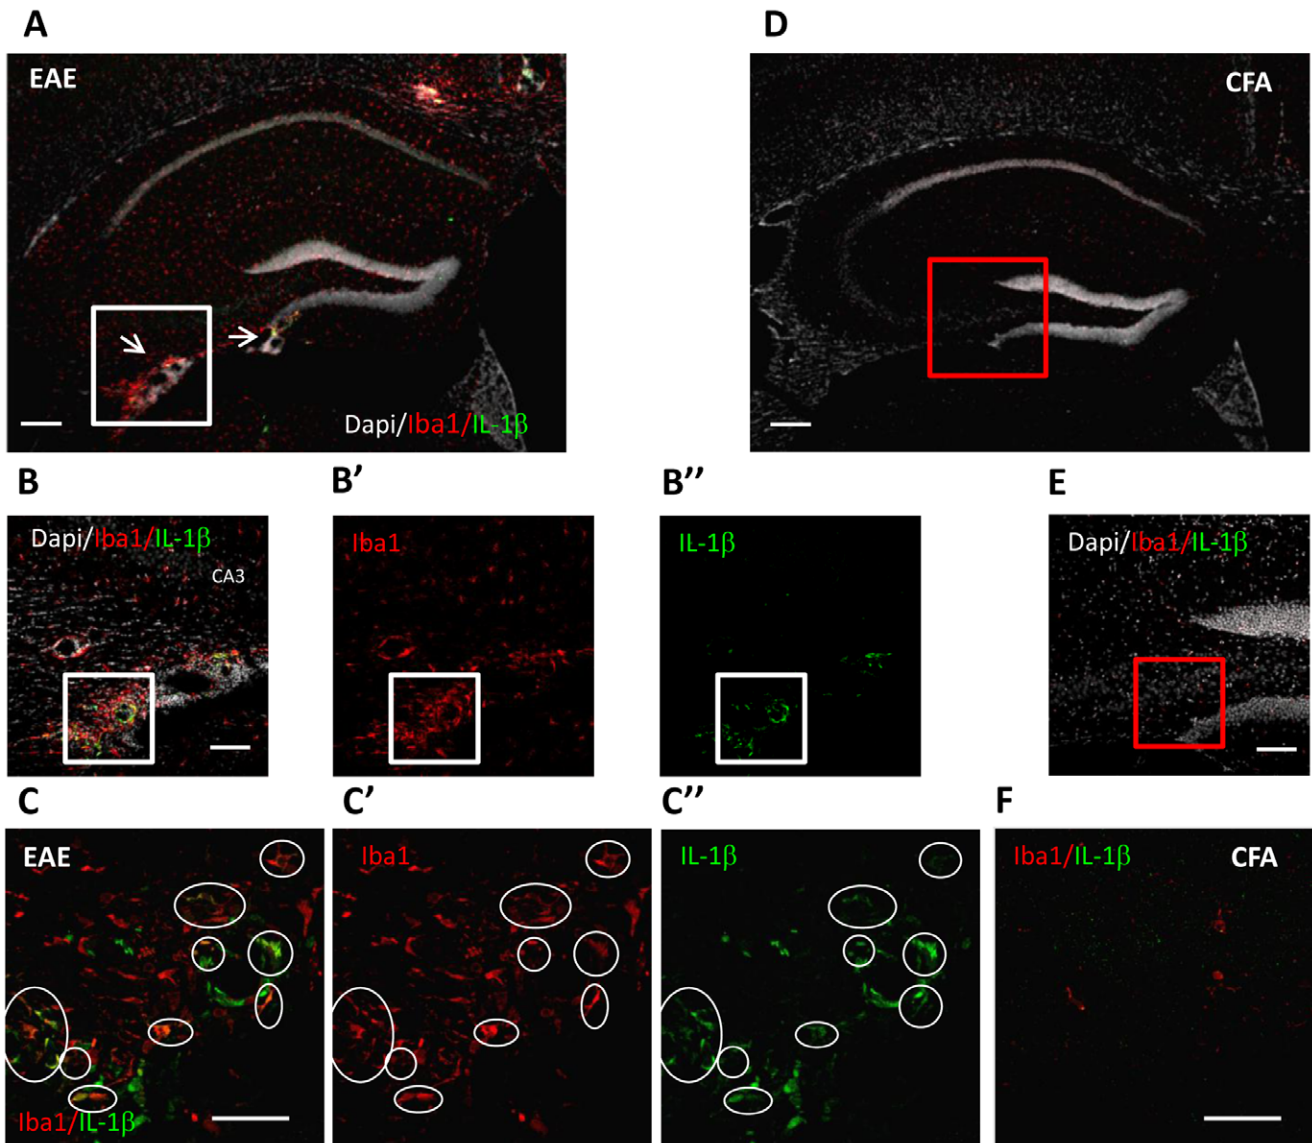 A
D
EAE
CFA
Dapi/Iba1/IL-1β
B
B′
B′′
E
Dapi/Iba1/IL-1β
CA3
Iba1
IL-1β
Dapi/Iba1/IL-1β
C
C′
C′′
F
EAE
Iba1
IL-1β
Iba1/IL-1β
CFA
Iba1/IL-1β